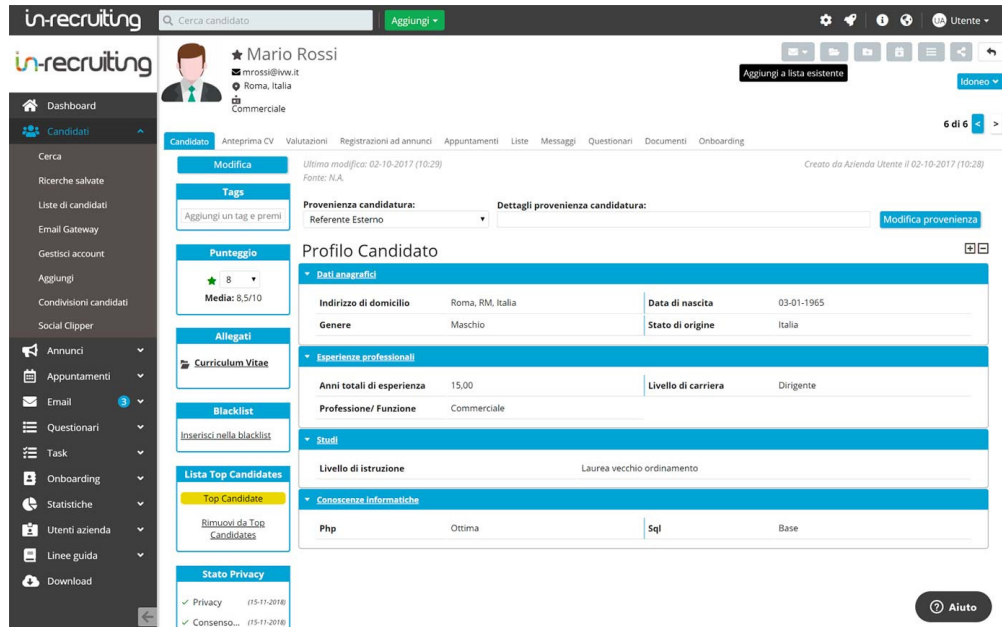 in-recruiting
Cerca candidato
Aggiungi
UA Utente
in-recruiting
Dashboard
Candidati
Cerca
Ricerche salvate
Liste di candidati
Email Gateway
Gestisci account
Aggiungi
Condivisioni candidati
Social Clipper
Annunci
Appuntamenti
Email 3
Questionari
Task
Onboarding
Statistiche
Utenti azienda
Linee guida
Download
Mario Rossi
mrossi@ivw.it
Roma, Italia
Commerciale
Aggiungi a lista esistente
Idoneo
6 di 6 < >
Candidato Anteprima CV Valutazioni Registrazioni ad annunci Appuntamenti Liste Messaggi Questionari Documenti Onboarding
Modifica
Tags
Aggiungi un tag e premi
Punteggio
8
Media: 8,5/10
Allegati
Curriculum Vitae
Blacklist
Inserisci nella blacklist
Lista Top Candidates
Top Candidate
Rimuovi da Top
Candidates
Stato Privacy
Privacy (15-11-2018)
Consenso... (15-11-2018)
Ultima modifica: 02-10-2017 (10:29)
Fonte: N.A.
Creato da Azienda Utente il 02-10-2017 (10:28)
Provenienza candidatura: Dettagli provenienza candidatura:
Referente Esterno
Modifica provenienza
Profilo Candidato
Dati anagrafici
Indirizzo di domicilio Roma, RM, Italia Data di nascita 03-01-1965
Genere Maschio Stato di origine Italia
Esperienze professionali
Anni totali di esperienza 15,00 Livello di carriera Dirigente
Professione/ Funzione Commerciale
Studi
Livello di istruzione Laurea vecchio ordinamento
Conoscenze informatiche
Php Ottima Sql Base
Aiuto